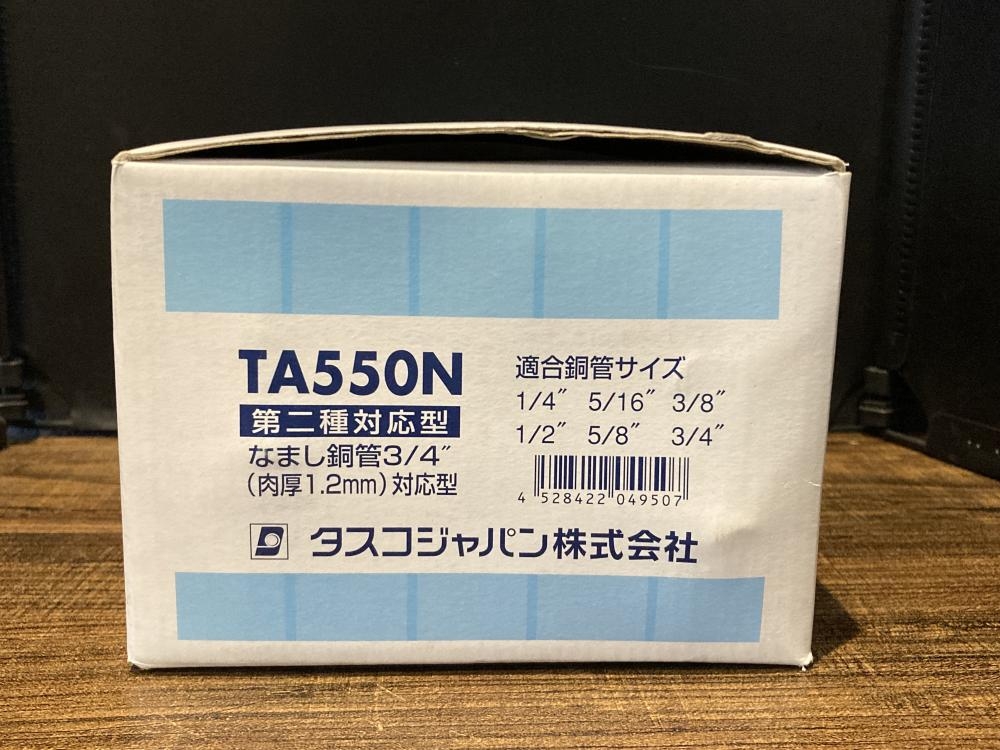 TA550N
第二種対応型
なまし銅管3/4″
(肉厚1.2mm)対応型
適合銅管サイズ
1/4″ 5/16″ 3/8″
1/2″ 5/8″ 3/4″
4 528422 049507
タスコジャパン株式会社